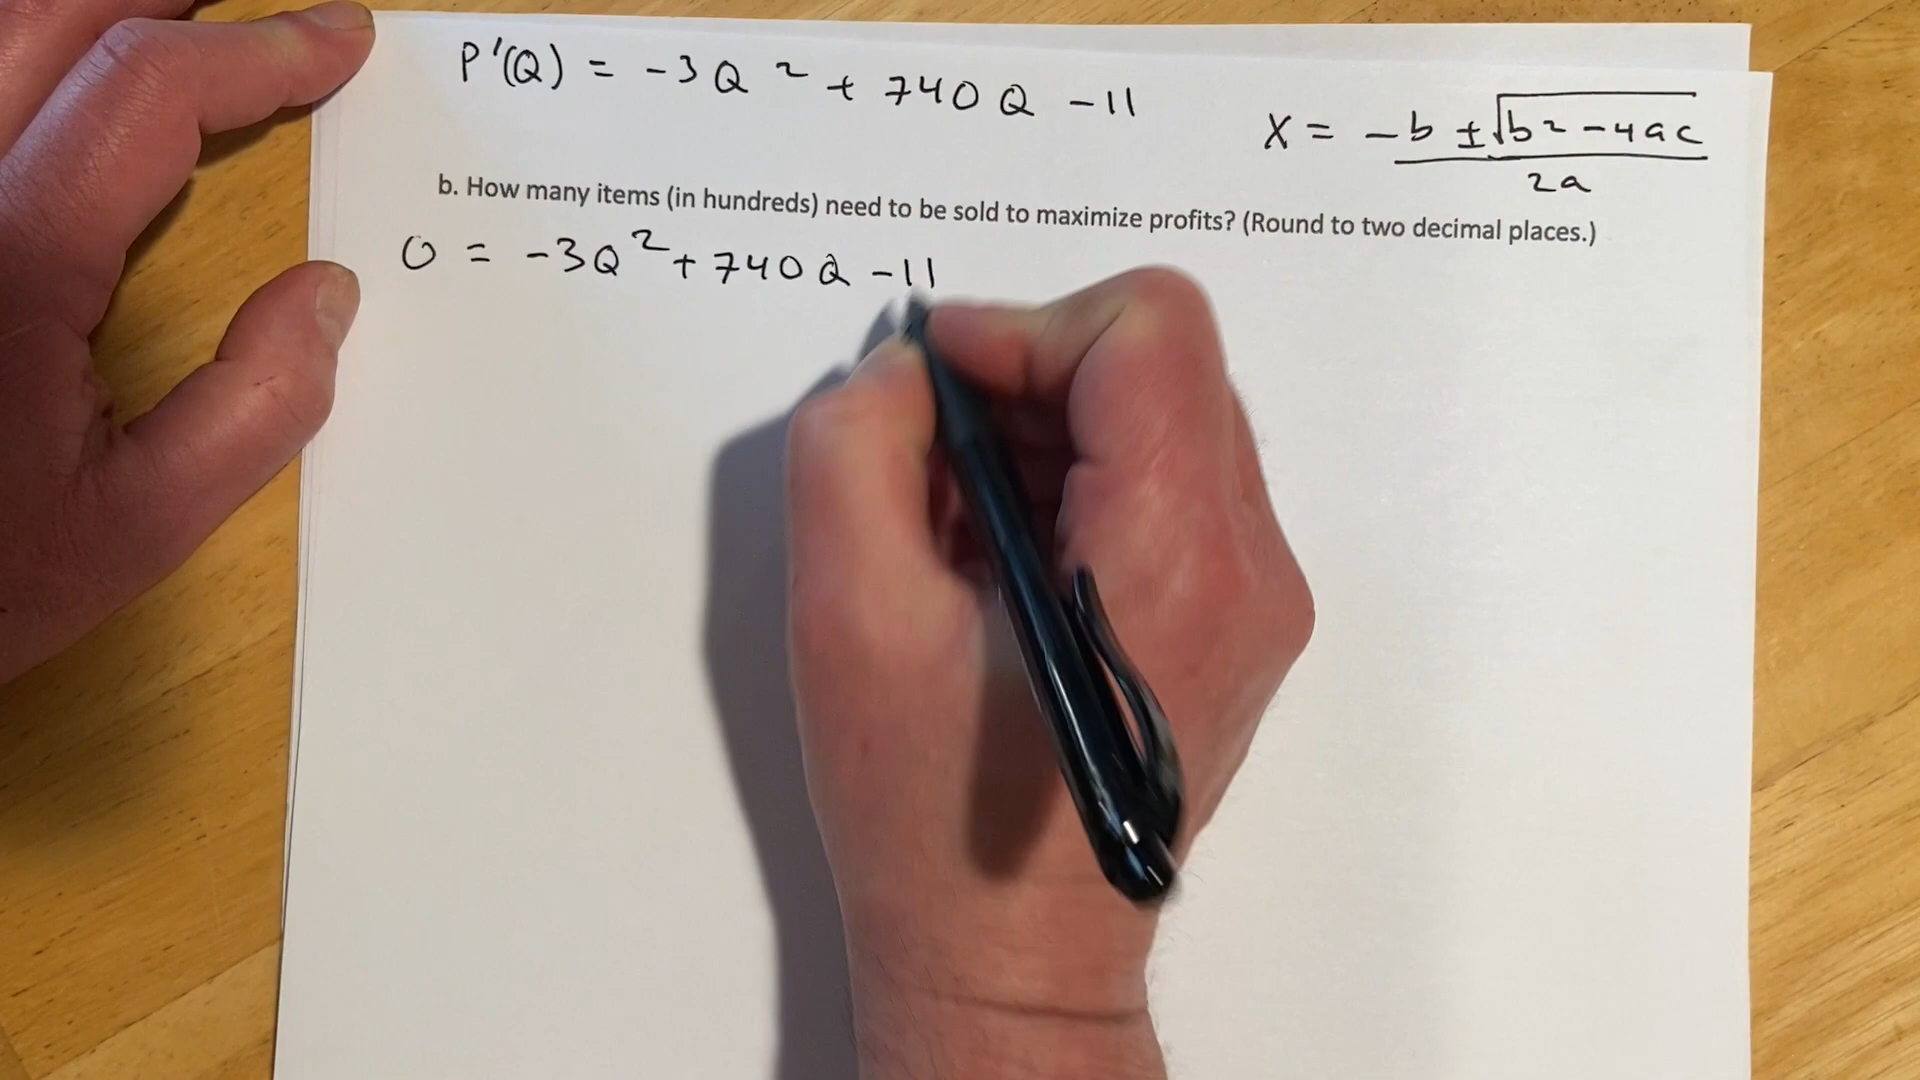 P'(Q) = -3Q² + 740Q -11
X = -b ±√b² -4ac / 2a
b. How many items (in hundreds) need to be sold to maximize profits? (Round to two decimal places.)
0 = -3Q² + 740Q -11